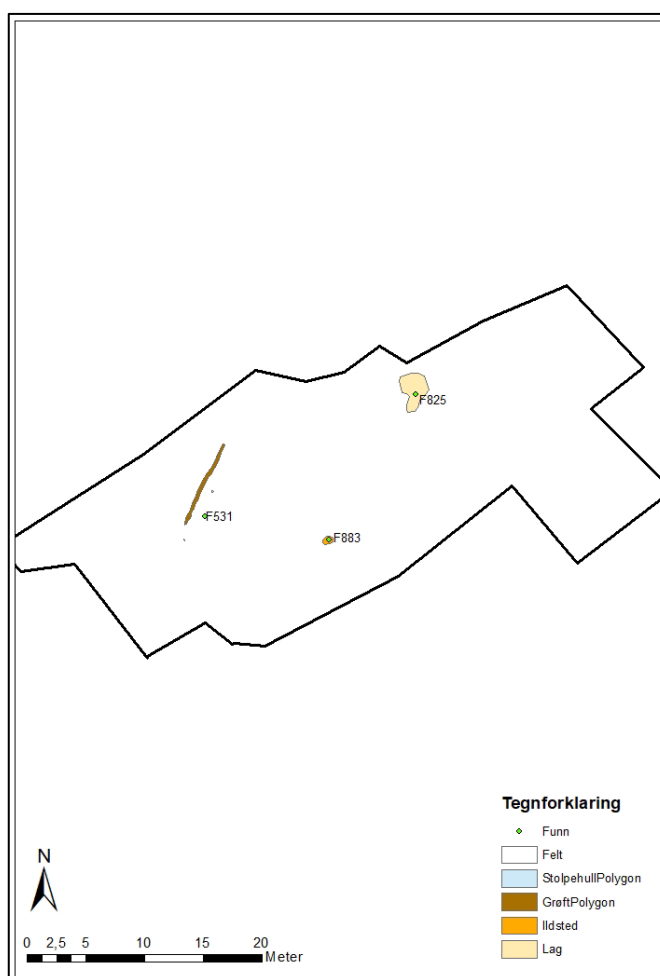 F825
F531
F883
Tegnforklaring
Funn
Felt
StolpehullPolygon
GrøftPolygon
Ildsted
Lag
N
0 2,5 5 10 15 20
Meter